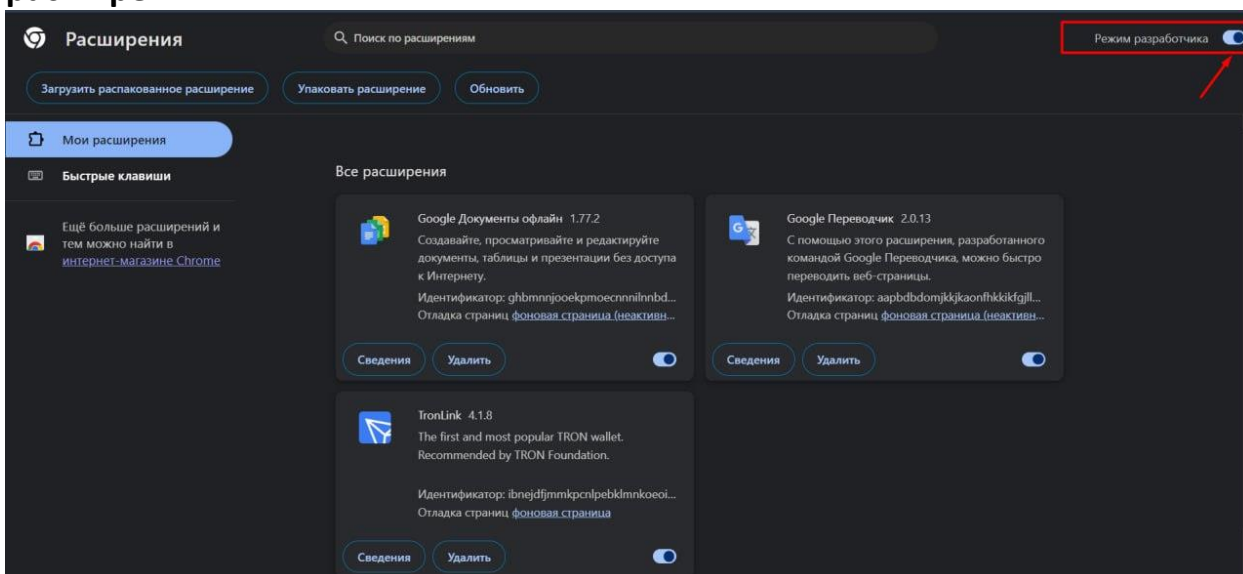 Расширения
Поиск по расширениям
Режим разработчика
Загрузить распакованное расширение
Упаковать расширение
Обновить
Мои расширения
Быстрые клавиши
Ещё больше расширений и
тем можно найти в
интернет-магазине Chrome
Все расширения
Google Документы офлайн 1.77.2
Создавайте, просматривайте и редактируйте
документы, таблицы и презентации без доступа
к Интернету.
Идентификатор: ghbmnnjooekpmoecnnnilnnbd...
Отладка страниц фоновая страница (неактивн...
Сведения
Удалить
Google Переводчик 2.0.13
С помощью этого расширения, разработанного
командой Google Переводчика, можно быстро
переводить веб-страницы.
Идентификатор: aapbdbdomjkkjkaonfhkkikfgjll...
Отладка страниц фоновая страница (неактивн...
Сведения
Удалить
TronLink 4.1.8
The first and most popular TRON wallet.
Recommended by TRON Foundation.
Идентификатор: ibnejdfjmmkpcnlpebklmnkoeoi...
Отладка страниц фоновая страница
Сведения
Удалить